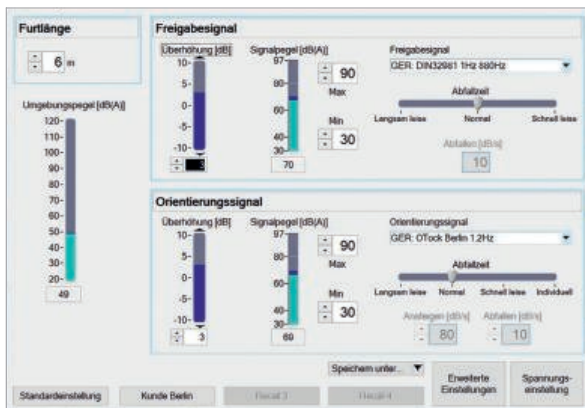 Furtlänge
6 m
Umgebungspegel [dB(A)]
120-
110-
100-
90-
80-
70-
60-
50-
40-
30-
20-
49
Freigabesignal
Überhöhung [dB]
10-
5-
0-
-5-
-10-
3
Signalpegel [dB(A)]
97
80-
60-
40-
30
70
90
Max
Min
30
Freigabesignal
GER: DIN32981 1Hz 880Hz
Abfallzeit
Langsam leise Normal Schnell leise
Abfallen [dB/s]
10
Orientierungssignal
Überhöhung [dB]
10-
5-
0-
-5-
-10-
3
Signalpegel [dB(A)]
97-
80-
60-
40-
30-
69
90
Max
Min
30
Orientierungssignal
GER: OTock Berlin 1.2Hz
Abfallzeit
Langsam leise Normal Schnell leise Individuell
Ansteigen [dB/s] Abfallen [dB/s]
80 10
Speichern unter...
Standardeinstellung
Kunde Berlin
Recall 3
Recall 4
Erweiterte
Einstellungen
Spannungs-
einstellung